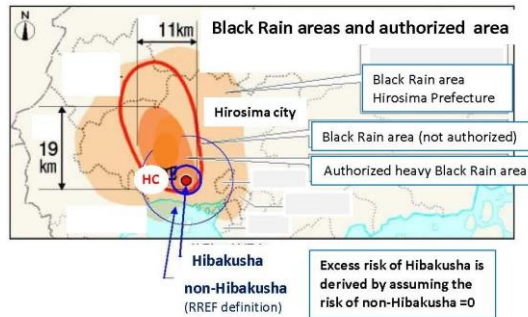 Black Rain areas and authorized area
N
11km
Black Rain area
Hirosima Prefecture
Hirosima city
Black Rain area (not authorized)
19
km
Authorized heavy Black Rain area
HC
Hibakusha
non-Hibakusha
(RREF definition)
Excess risk of Hibakusha is
derived by assuming the
risk of non-Hibakusha =0